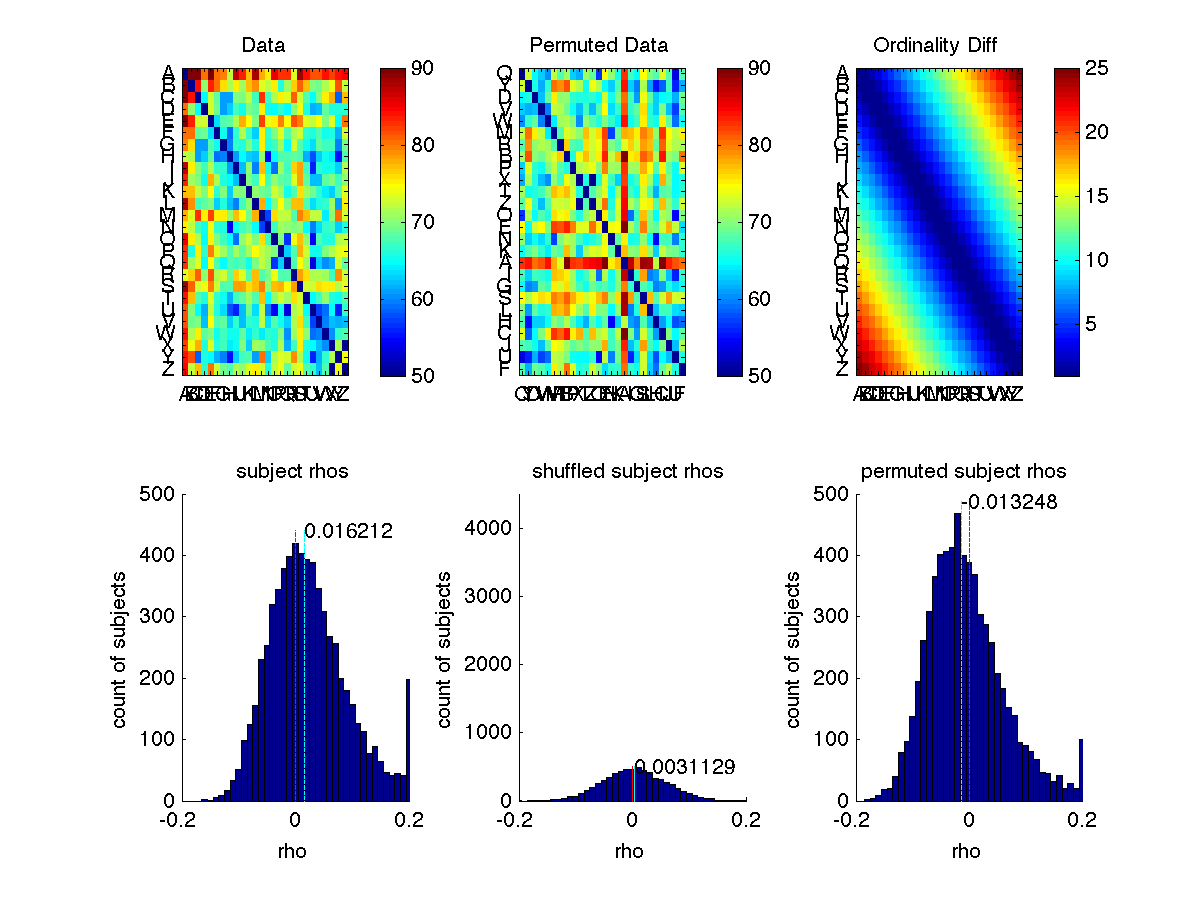 Data
Permuted Data
Ordinality Diff
A
B
C
D
E
F
G
H
I
J
K
L
M
N
O
P
Q
R
S
T
U
V
W
X
Y
Z
90
80
70
60
50
90
80
70
60
50
A
B
C
D
E
F
G
H
I
J
K
L
M
N
O
P
Q
R
S
T
U
V
W
X
Y
Z
25
20
15
10
5
subject rhos
500
400
300
200
100
0
-0.2 0 0.2
0.016212
count of subjects
rho
shuffled subject rhos
4000
3000
2000
1000
0
-0.2 0 0.2
0.0031129
count of subjects
rho
permuted subject rhos
500
400
300
200
100
0
-0.2 0 0.2
-0.013248
count of subjects
rho